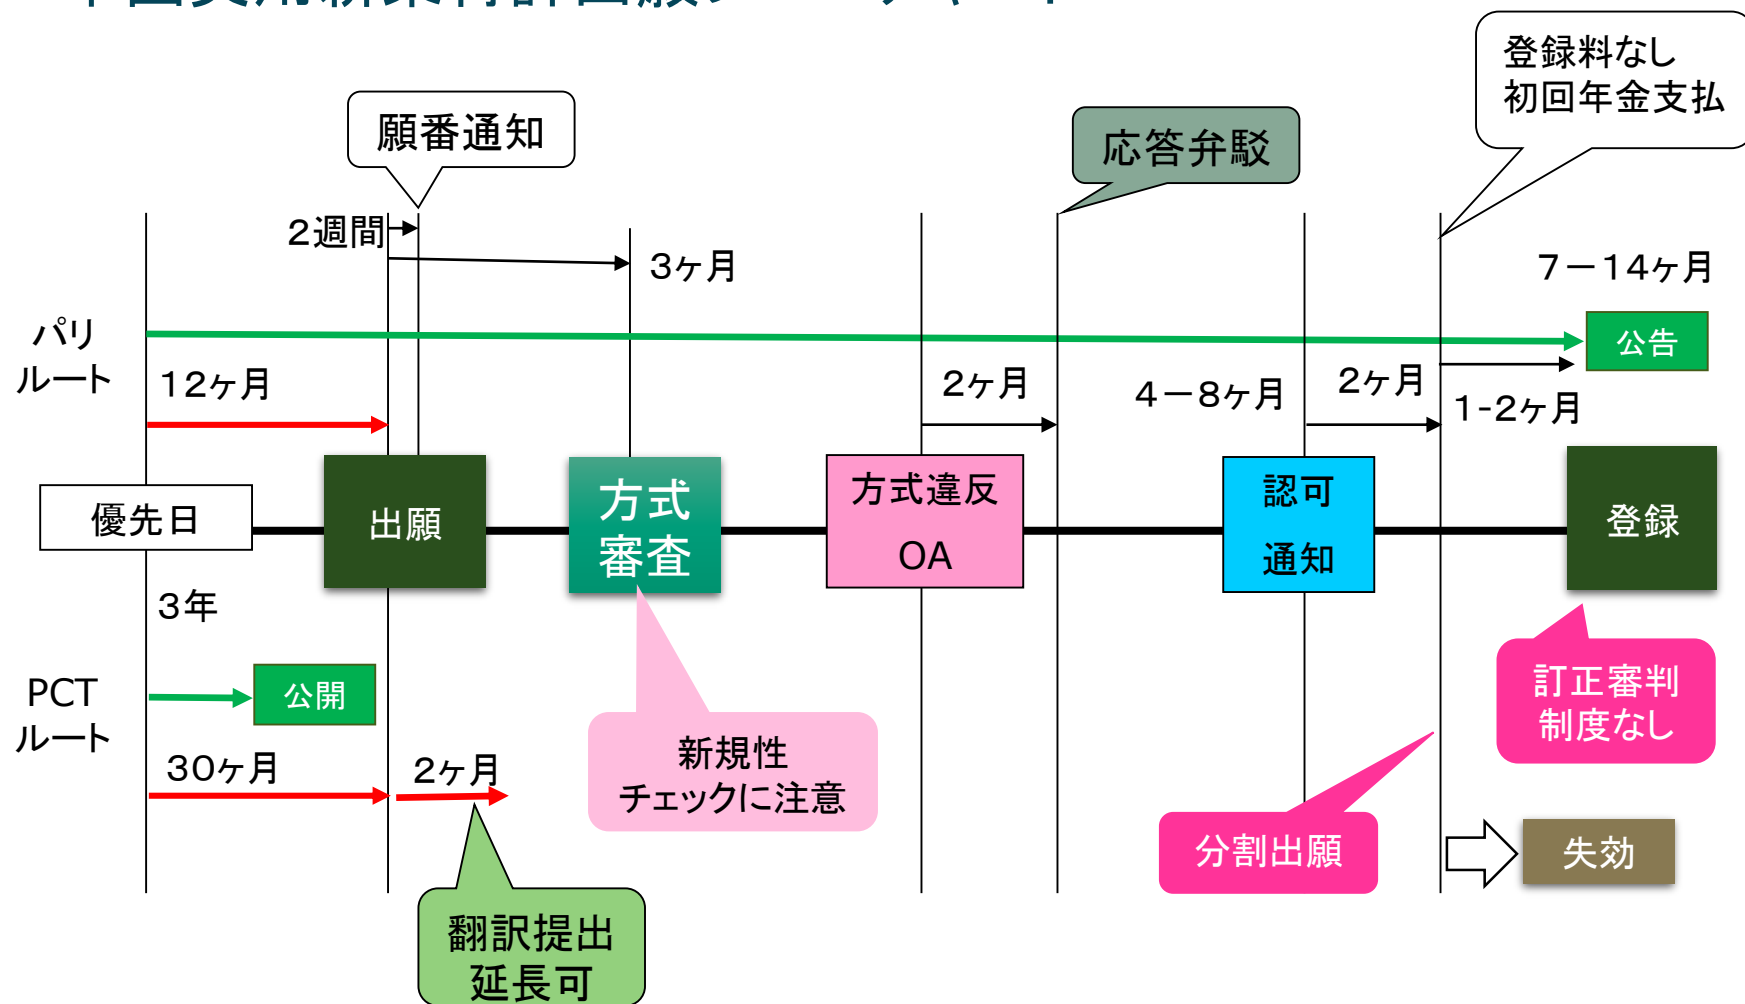 登録料なし
初回年金支払
願番通知
応答弁駁
2週間
3ヶ月
7－14ヶ月
パリ
ルート
公告
12ヶ月
2ヶ月
4－8ヶ月
2ヶ月
1-2ヶ月
優先日
出願
方式
審査
方式違反
OA
認可
通知
登録
3年
PCT
ルート
公開
訂正審判
制度なし
30ヶ月
2ヶ月
新規性
チェックに注意
分割出願
失効
翻訳提出
延長可